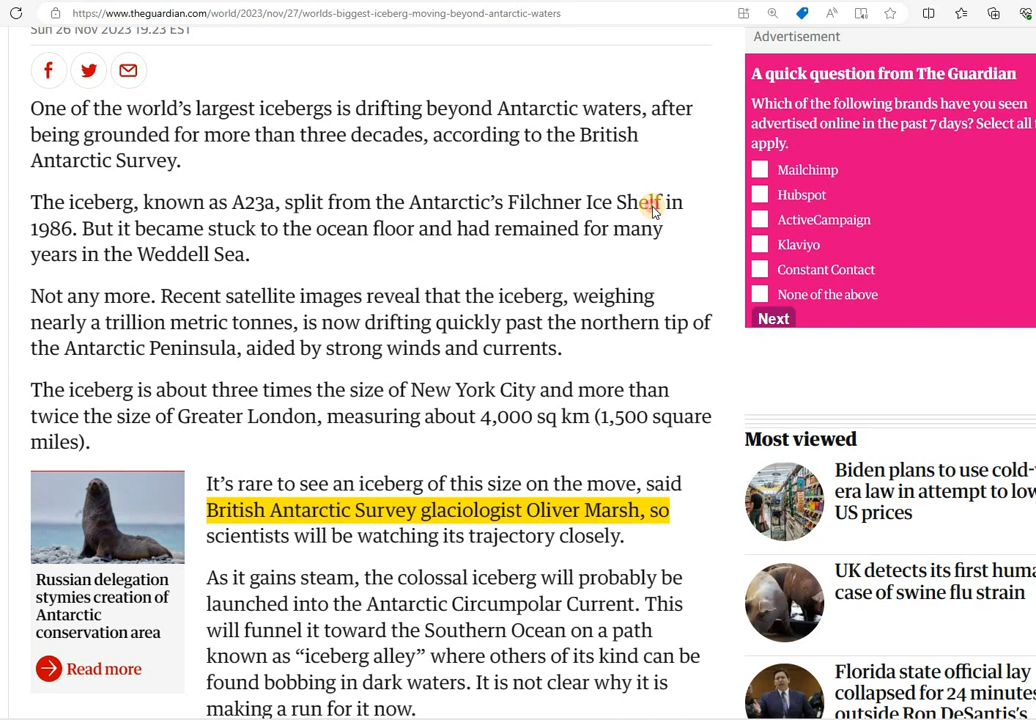 https://www.theguardian.com/world/2023/nov/27/worlds-biggest-iceberg-moving-beyond-antarctic-waters
Sun 26 Nov 2023 19.23 EST
One of the world's largest icebergs is drifting beyond Antarctic waters, after
being grounded for more than three decades, according to the British
Antarctic Survey.
The iceberg, known as A23a, split from the Antarctic's Filchner Ice Shelf in
1986. But it became stuck to the ocean floor and had remained for many
years in the Weddell Sea.
Not any more. Recent satellite images reveal that the iceberg, weighing
nearly a trillion metric tonnes, is now drifting quickly past the northern tip of
the Antarctic Peninsula, aided by strong winds and currents.
The iceberg is about three times the size of New York City and more than
twice the size of Greater London, measuring about 4,000 sq km (1,500 square
miles).
Russian delegation
stymies creation of
Antarctic
conservation area
Read more
It's rare to see an iceberg of this size on the move, said
British Antarctic Survey glaciologist Oliver Marsh, so
scientists will be watching its trajectory closely.
As it gains steam, the colossal iceberg will probably be
launched into the Antarctic Circumpolar Current. This
will funnel it toward the Southern Ocean on a path
known as “iceberg alley” where others of its kind can be
found bobbing in dark waters. It is not clear why it is
making a run for it now.
Advertisement
A quick question from The Guardian
Which of the following brands have you seen
advertised online in the past 7 days? Select all
apply.
Mailchimp
Hubspot
ActiveCampaign
Klaviyo
Constant Contact
None of the above
Next
Most viewed
Biden plans to use cold-
era law in attempt to low
US prices
UK detects its first huma
case of swine flu strain
Florida state official lay
collapsed for 24 minutes
outside Ron DeSantis's